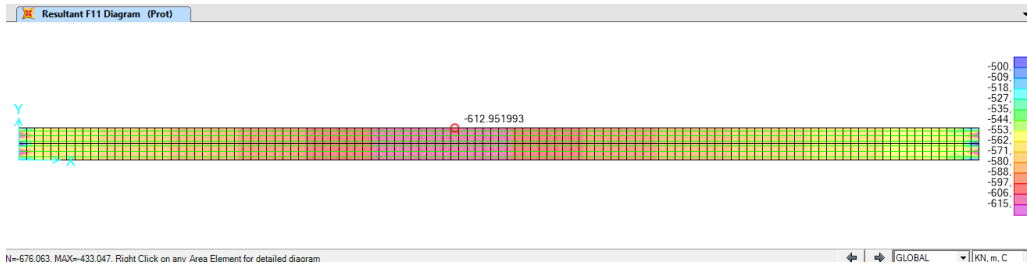 Resultant F11 Diagram (Prot)
-500,
-509,
-518,
-527,
-535,
-544,
-553,
-562,
-571,
-580,
-588,
-597,
-606,
-615,
Y
-612.951993
X
N=-676.063, MAX=-433.047, Right Click on any Area Element for detailed diagram
GLOBAL
KN, m, C